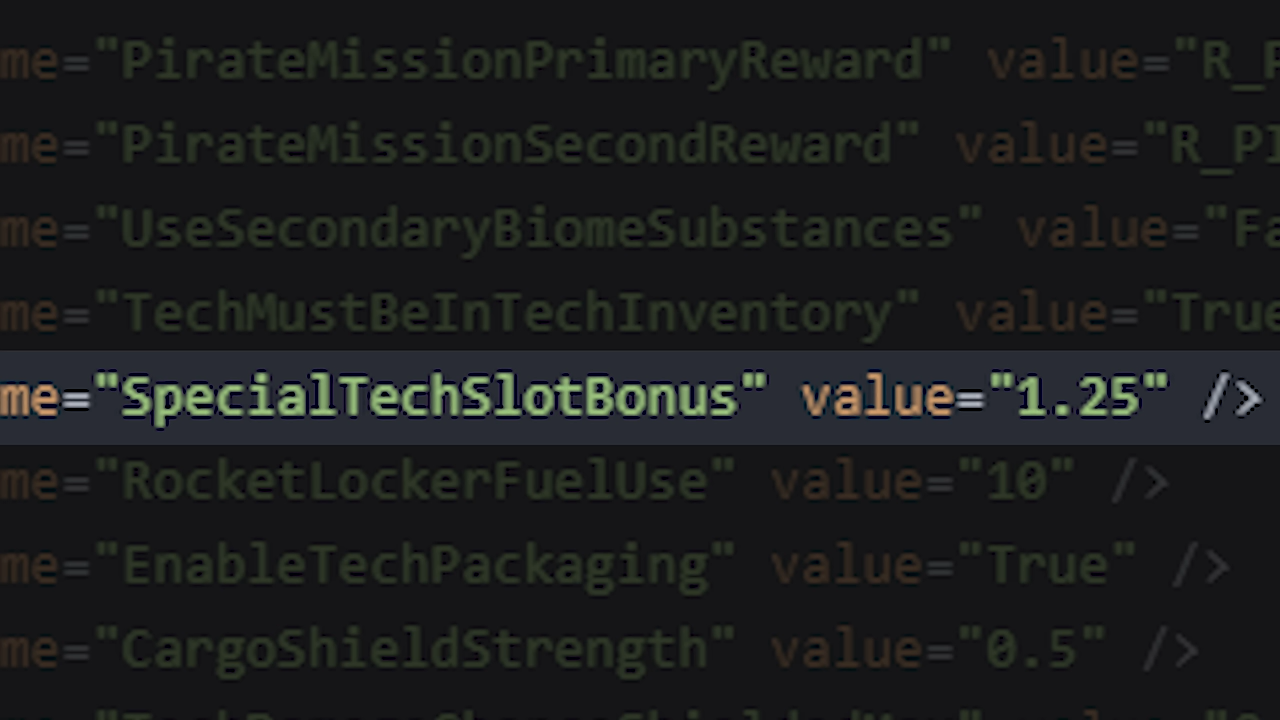 me="PirateMissionPrimaryReward" value="R_P
me="PirateMissionSecondReward" value="R_Pl
me="UseSecondaryBiomeSubstances" value="Fa
me="TechMustBeInTechInventory" value="True
me="SpecialTechSlotBonus" value="1.25" />
me="RocketLockerFuelUse" value="10" />
me="EnableTechPackaging" value="True" />
me="CargoShieldStrength" value="0.5" />